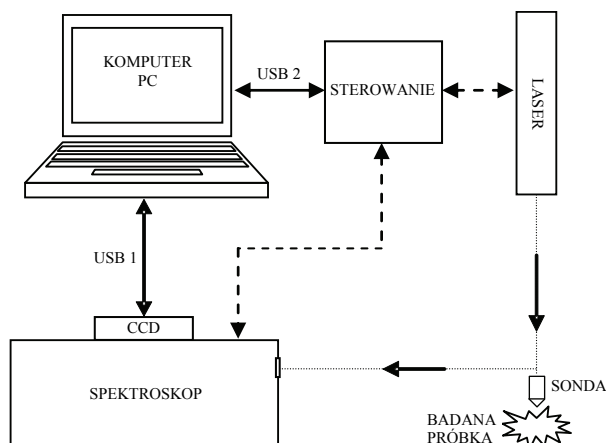 KOMPUTER
PC
USB 2
STEROWANIE
LASER
USB 1
CCD
SPEKTROSKOP
SONDA
BADANA
PRÓBKA